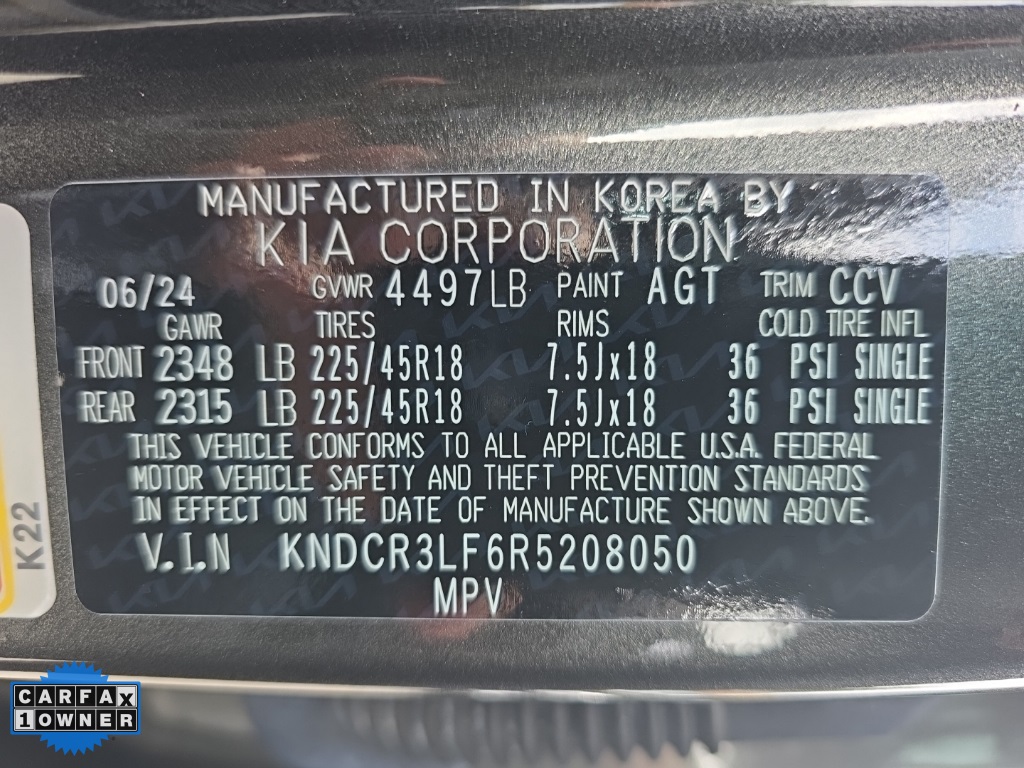 MANUFACTURED IN KOREA BY
KIA CORPORATION
06/24 GVWR 4497LB PAINT AGT TRIM CCV
GAWR TIRES RIMS COLD TIRE INFL
FRONT 2348 LB 225/45R18 7.5Jx18 36 PSI SINGLE
REAR 2315 LB 225/45R18 7.5Jx18 36 PSI SINGLE
THIS VEHICLE CONFORMS TO ALL APPLICABLE U.S.A. FEDERAL
MOTOR VEHICLE SAFETY AND THEFT PREVENTION STANDARDS
IN EFFECT ON THE DATE OF MANUFACTURE SHOWN ABOVE.
V.I.N KNDCR3LF6R5208050
MPV
K22
CARFAX
1 OWNER